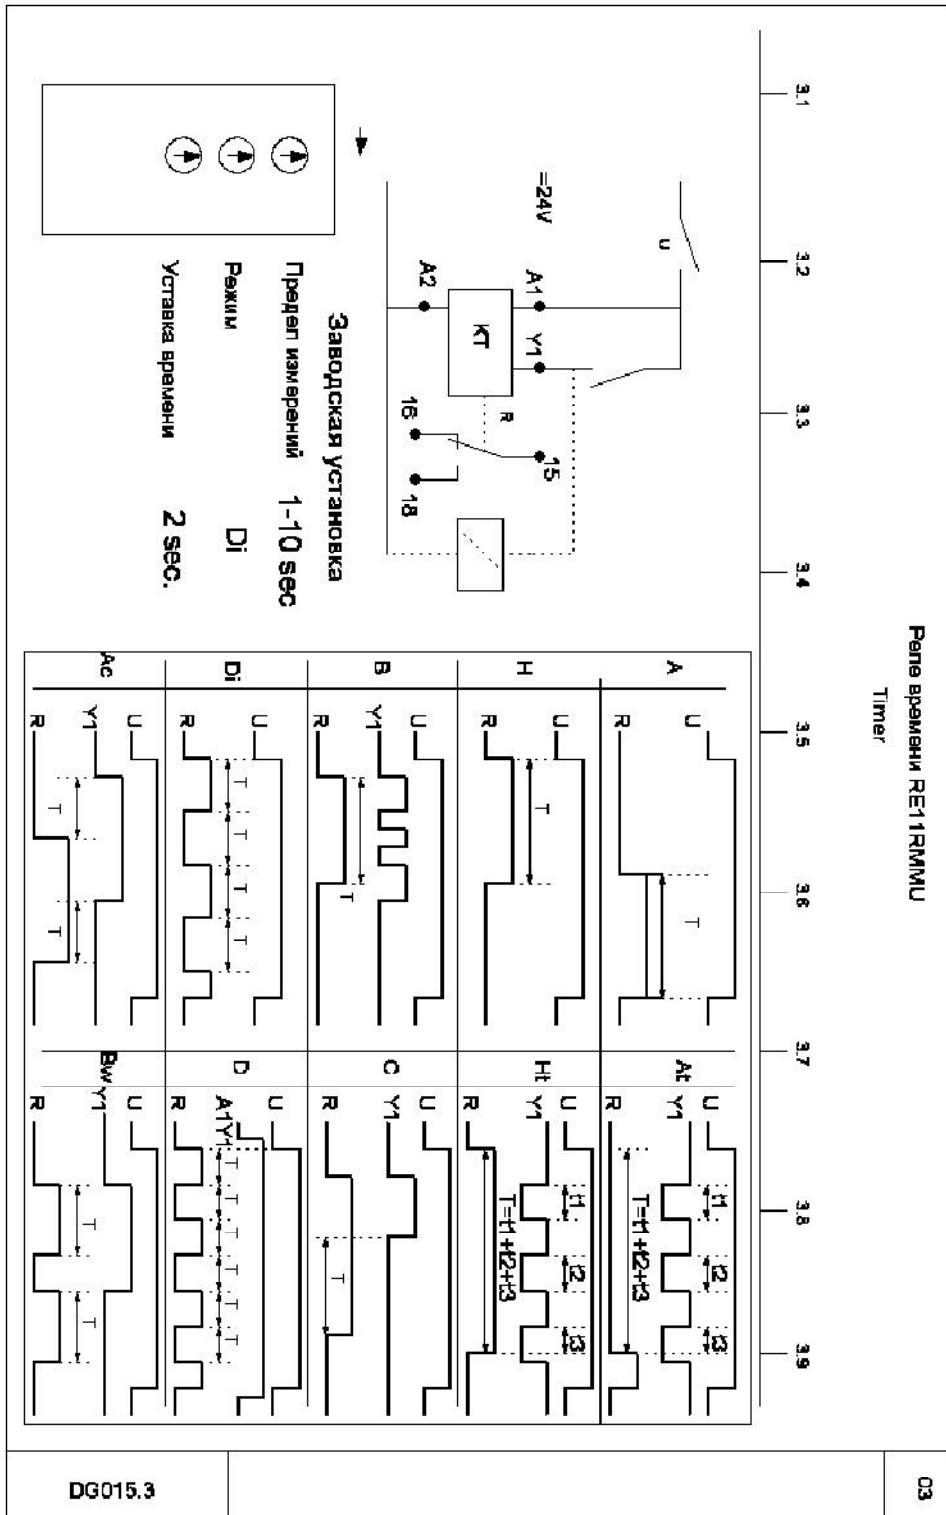 Реле времени RE11RMMU
Timer
3.1
3.2
3.3
3.4
3.5
3.6
3.7
3.8
3.9
U
=24V
A1
Y1
A2
KT
R
15
16
18
Заводская установка
Предел измерений 1-10 sec
Режим Di
Уставка времени 2 sec.
A
U
R
T
At
U
Y1
R
t1
t2
t3
T=t1+t2+t3
H
U
R
T
Ht
U
Y1
R
t1
t2
t3
T=t1+t2+t3
B
U
Y1
R
T
C
U
Y1
R
T
Di
U
R
T
T
T
T
D
U
A1Y1
R
T
T
T
T
T
T
Ac
U
Y1
R
T
T
Bw
U
Y1
R
T
T
DG015.3
03